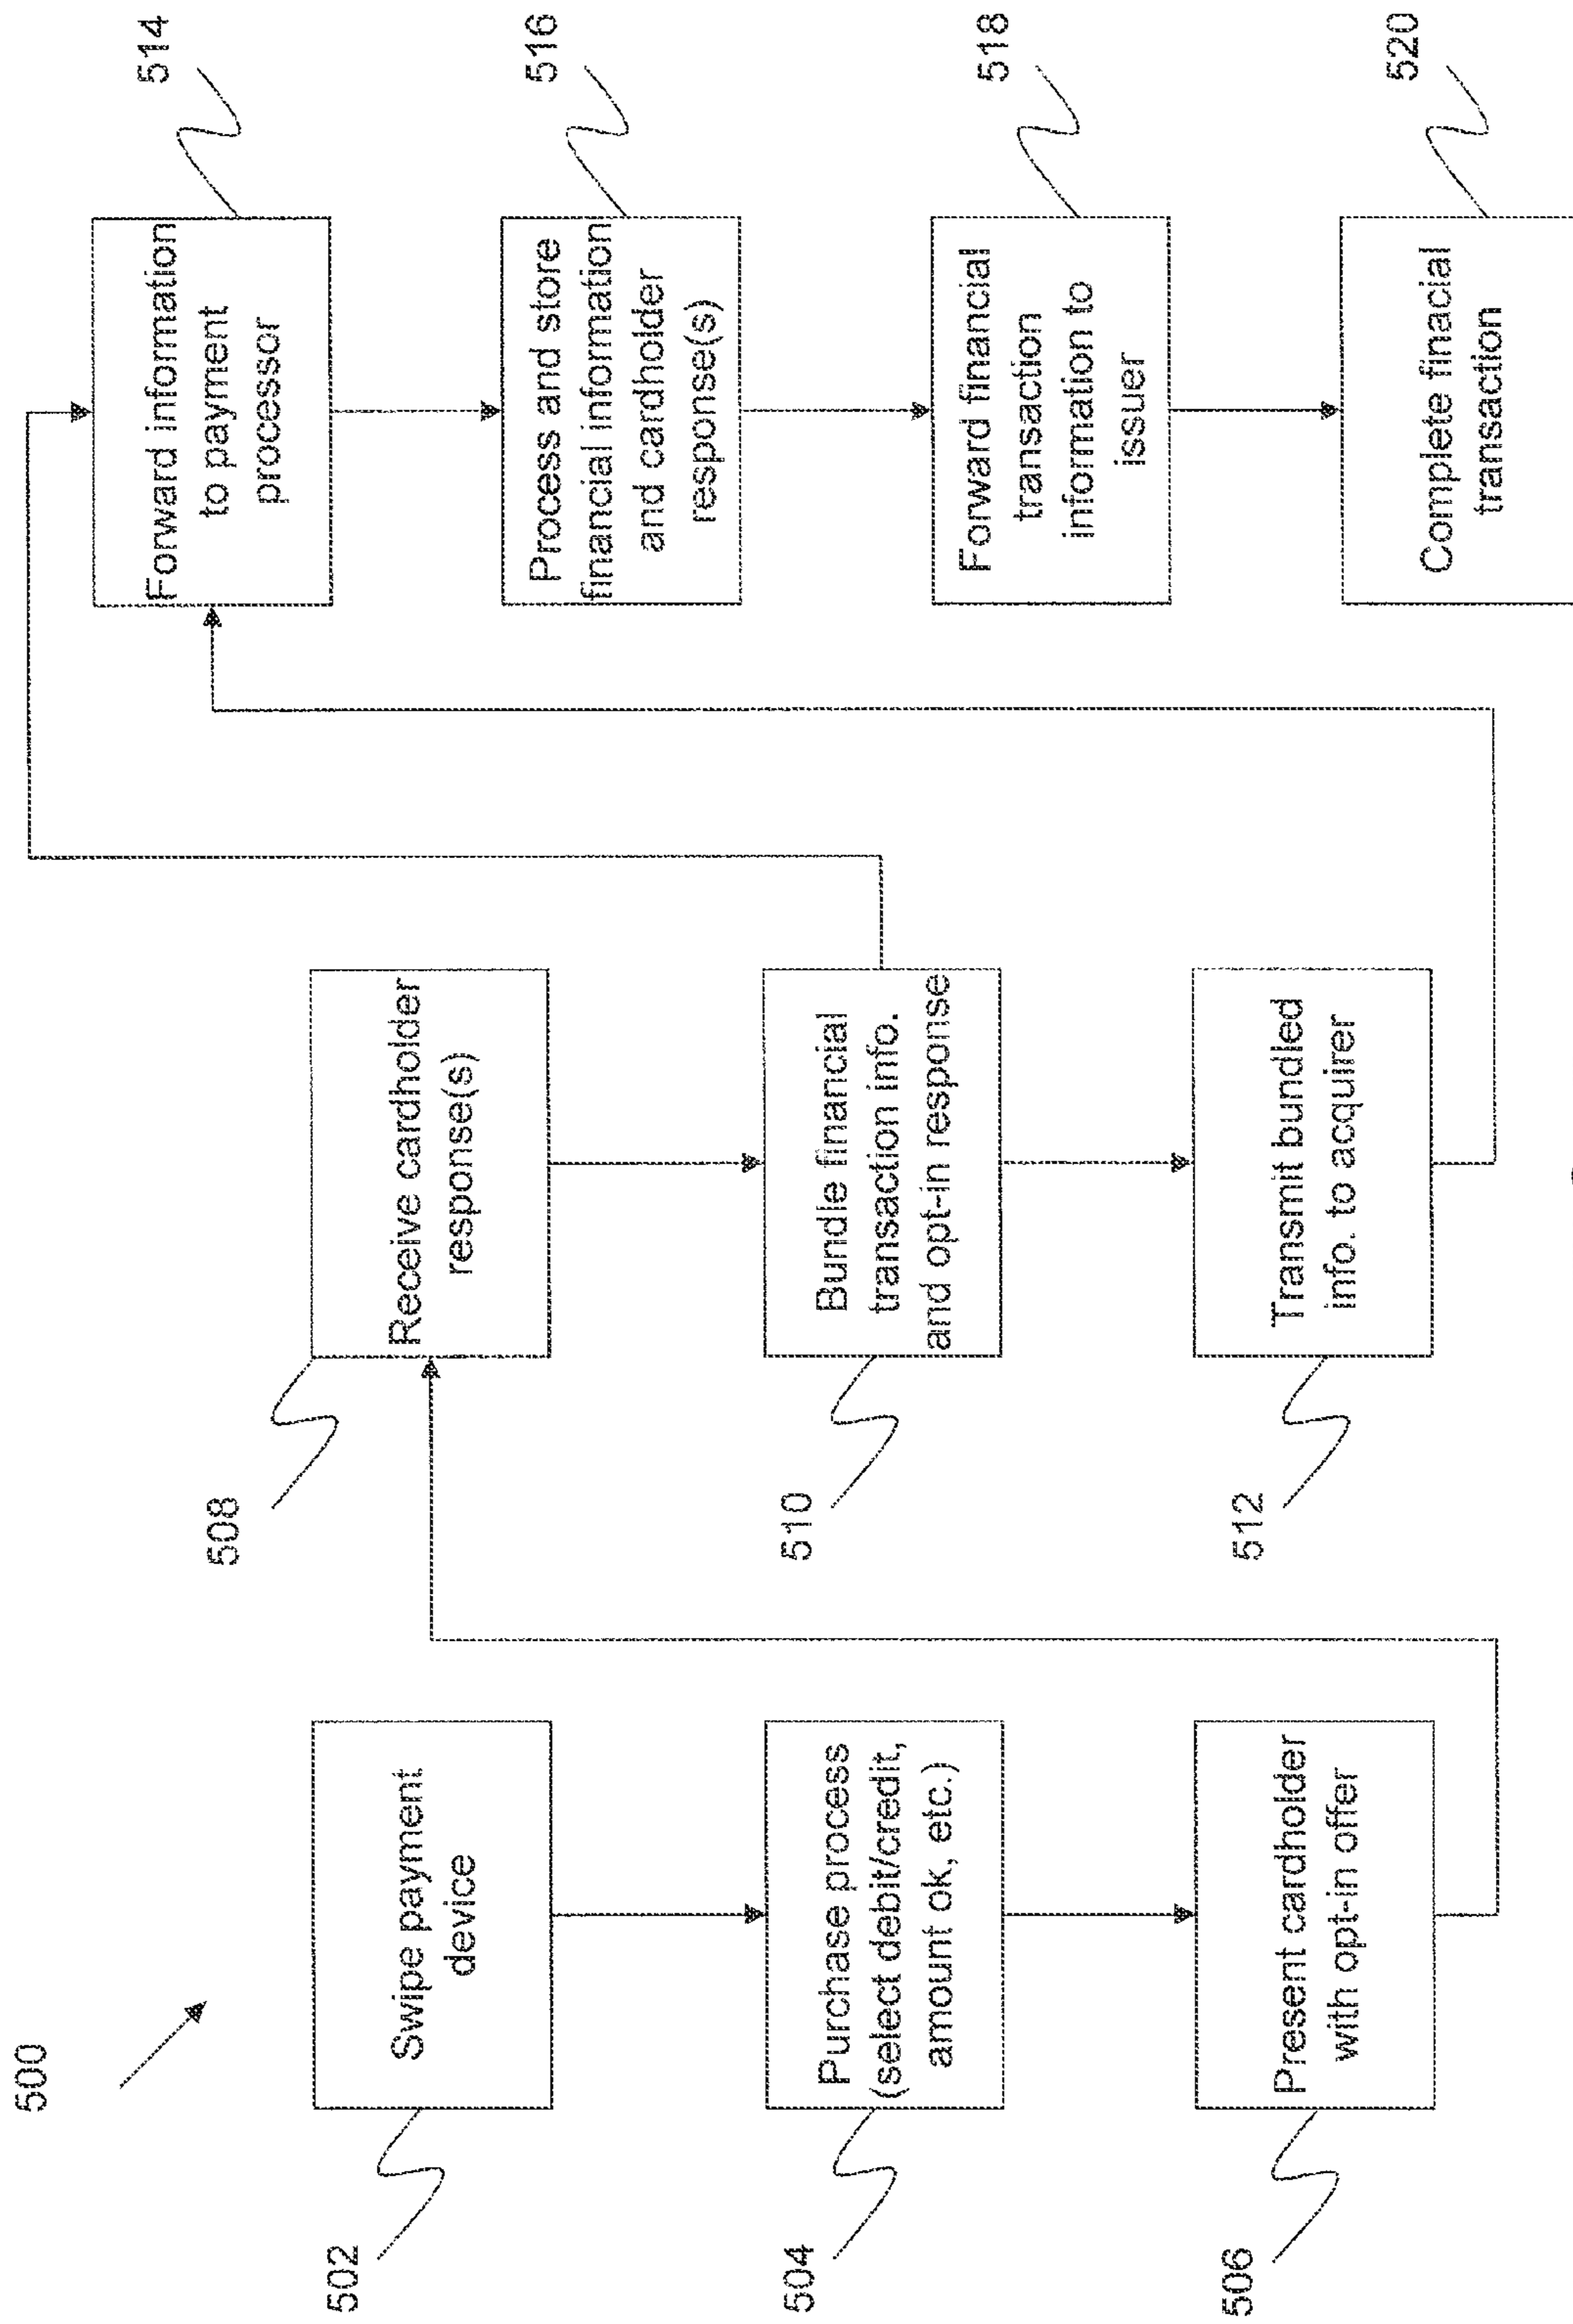 500
502
Swipe payment
device
504
Purchase process
(select debit/credit,
amount ok, etc.)
506
Present cardholder
with opt-in offer
508
Receive cardholder
response(s)
510
Bundle financial
transaction info.
and opt-in response
512
Transmit bundled
info. to acquirer
514
Forward information
to payment
processor
516
Process and store
financial information
and cardholder
response(s)
518
Forward financial
transaction
information to
issuer
520
Complete finacial
transaction